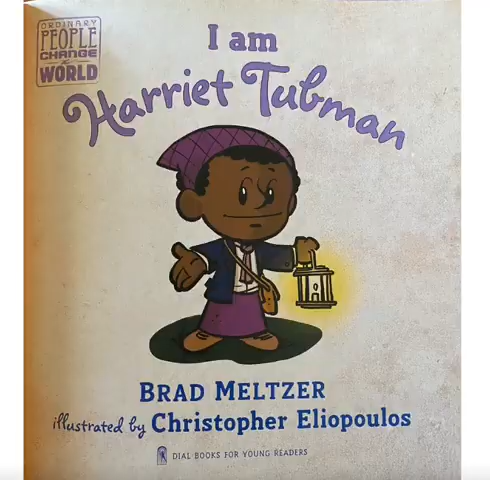 ORDINARY
PEOPLE
CHANGE
the
WORLD
I am
Harriet Tubman
BRAD MELTZER
illustrated by Christopher Eliopoulos
DIAL BOOKS FOR YOUNG READERS